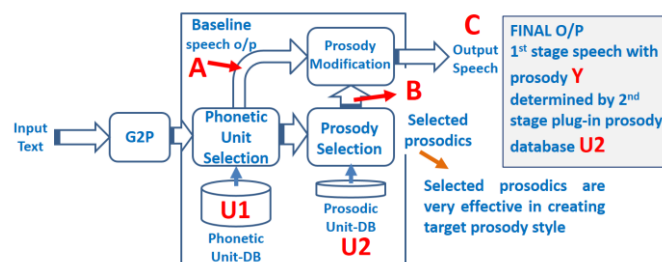 Baseline
speech o/p
A
Prosody
Modification
C
Output
Speech
FINAL O/P
1st stage speech with
prosody Y
determined by 2nd
stage plug-in prosody
database U2
B
Input
Text
G2P
Phonetic
Unit
Selection
Prosody
Selection
Selected
prosodics
U1
Phonetic
Unit-DB
Prosodic
Unit-DB
U2
Selected prosodics are
very effective in creating
target prosody style